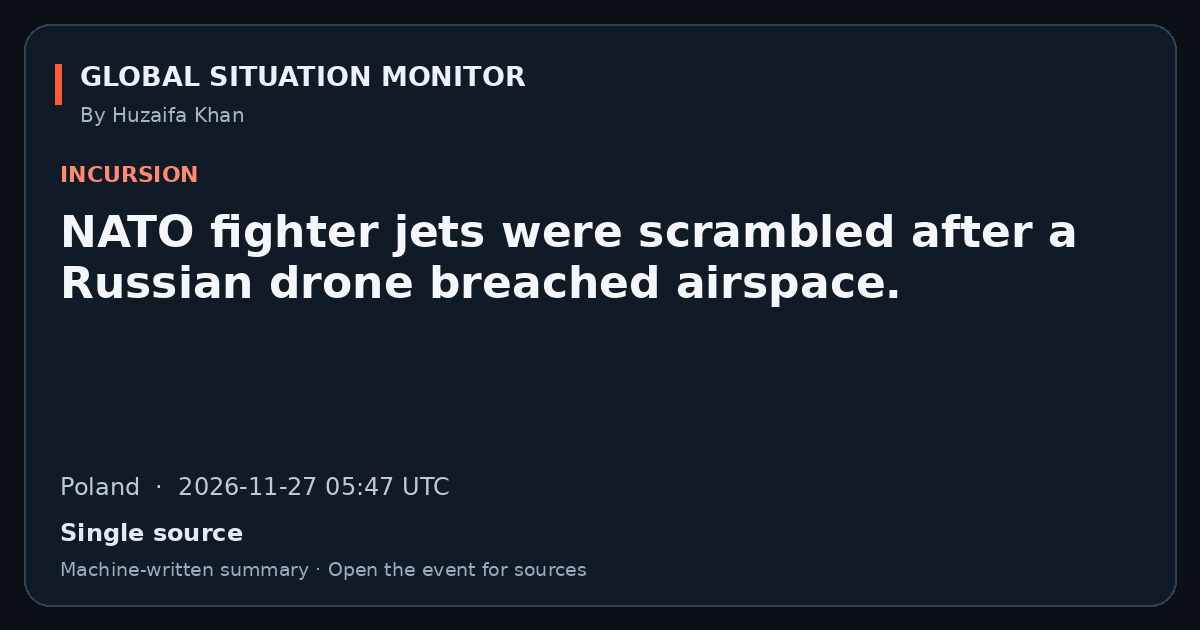 GLOBAL SITUATION MONITOR
By Huzaifa Khan
INCURSION
NATO fighter jets were scrambled after a
Russian drone breached airspace.
Poland · 2026-11-27 05:47 UTC
Single source
Machine-written summary · Open the event for sources